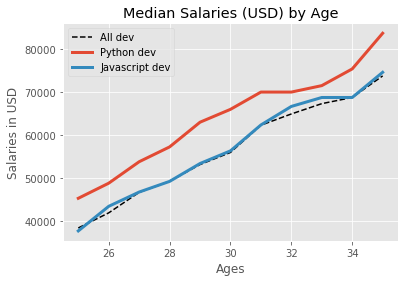 Median Salaries (USD) by Age
All dev
Python dev
Javascript dev
Salaries in USD
80000
70000
60000
50000
40000
26 28 30 32 34
Ages